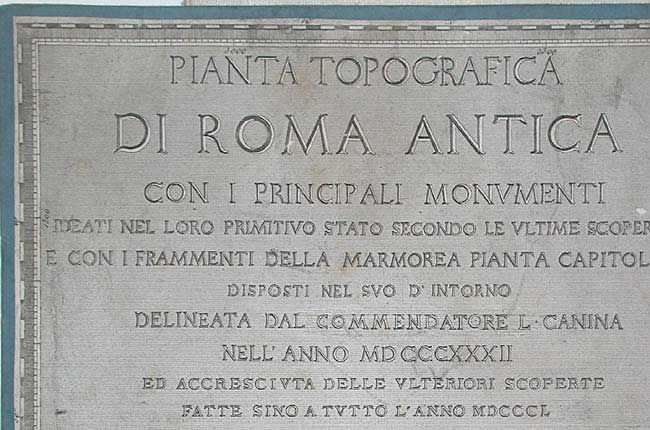 PIANTA TOPOGRAFICA
DI ROMA ANTICA
CON I PRINCIPALI MONVMENTI
IDEATI NEL LORO PRIMITIVO STATO SECONDO LE VLTIME SCOPER
E CON I FRAMMENTI DELLA MARMOREA PIANTA CAPITOL
DISPOSTI NEL SVO D'INTORNO
DELINEATA DAL COMMENDATORE L. CANINA
NELL'ANNO MDCCCXXXII
ED ACCRESCIVTA DELLE VLTERIORI SCOPERTE
FATTE SINO A TVTTO L'ANNO MDCCCL